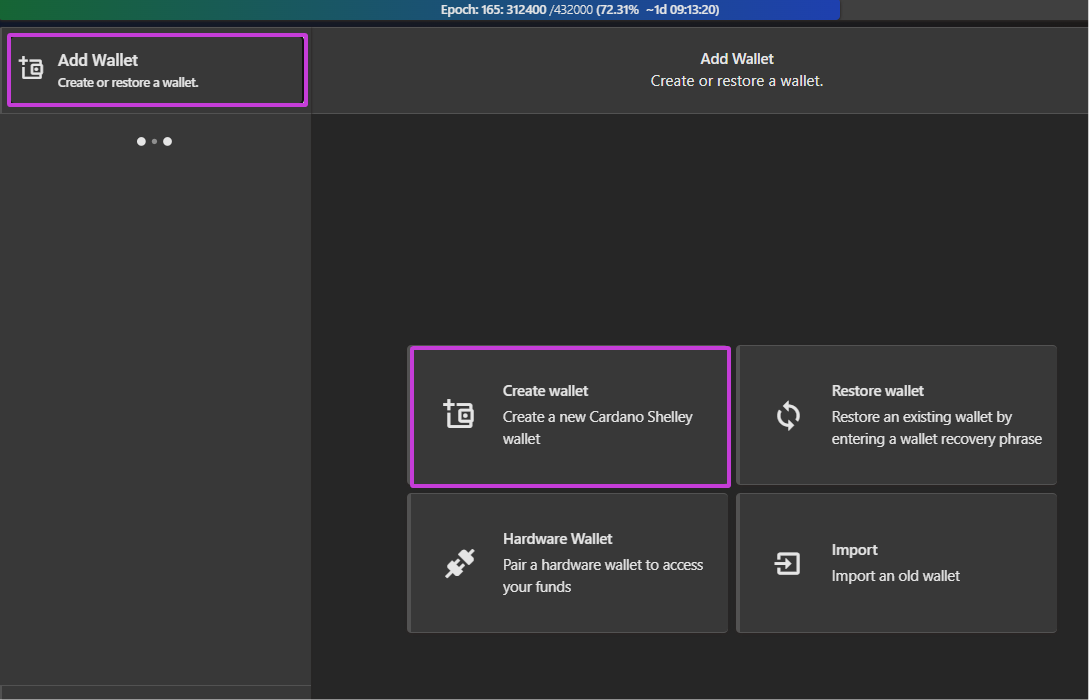 Epoch: 165: 312400 /432000 (72.31% ~1d 09:13:20)
Add Wallet
Create or restore a wallet.
Add Wallet
Create or restore a wallet.
Create wallet
Create a new Cardano Shelley
wallet
Restore wallet
Restore an existing wallet by
entering a wallet recovery phrase
Hardware Wallet
Pair a hardware wallet to access
your funds
Import
Import an old wallet